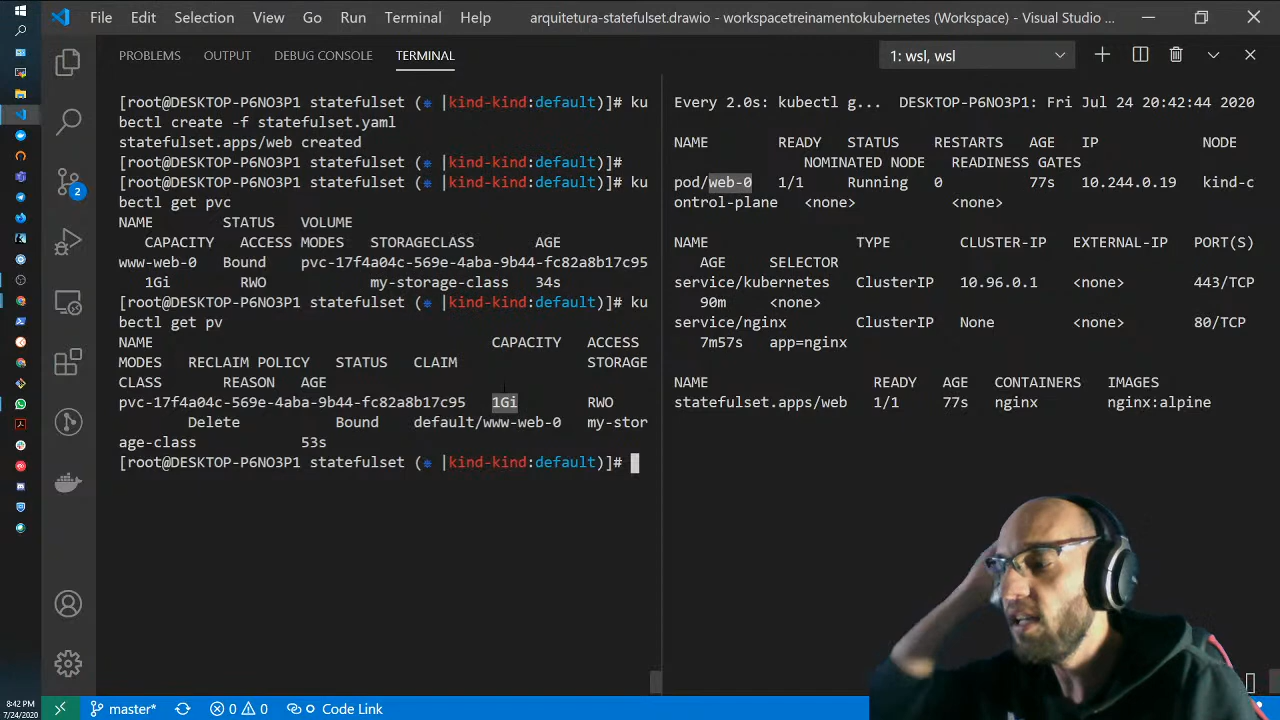 File Edit Selection View Go Run Terminal Help arquitetura-statefulset.drawio - workspacetreinamentokubernetes (Workspace) - Visual Studio ...
PROBLEMS OUTPUT DEBUG CONSOLE TERMINAL 1: wsl, wsl
[root@DESKTOP-P6NO3P1 statefulset (⎈ |kind-kind:default)]# ku
bectl create -f statefulset.yaml
statefulset.apps/web created
[root@DESKTOP-P6NO3P1 statefulset (⎈ |kind-kind:default)]#
[root@DESKTOP-P6NO3P1 statefulset (⎈ |kind-kind:default)]# ku
bectl get pvc
NAME STATUS VOLUME
CAPACITY ACCESS MODES STORAGECLASS AGE
www-web-0 Bound pvc-17f4a04c-569e-4aba-9b44-fc82a8b17c95
1Gi RWO my-storage-class 34s
[root@DESKTOP-P6NO3P1 statefulset (⎈ |kind-kind:default)]# ku
bectl get pv
NAME CAPACITY ACCESS
MODES RECLAIM POLICY STATUS CLAIM STORAGE
CLASS REASON AGE
pvc-17f4a04c-569e-4aba-9b44-fc82a8b17c95 1Gi RWO
Delete Bound default/www-web-0 my-stor
age-class 53s
[root@DESKTOP-P6NO3P1 statefulset (⎈ |kind-kind:default)]#
Every 2.0s: kubectl g... DESKTOP-P6NO3P1: Fri Jul 24 20:42:44 2020
NAME READY STATUS RESTARTS AGE IP NODE
NOMINATED NODE READINESS GATES
pod/web-0 1/1 Running 0 77s 10.244.0.19 kind-c
ontrol-plane <none> <none>
NAME TYPE CLUSTER-IP EXTERNAL-IP PORT(S)
AGE SELECTOR
service/kubernetes ClusterIP 10.96.0.1 <none> 443/TCP
90m <none>
service/nginx ClusterIP None <none> 80/TCP
7m57s app=nginx
NAME READY AGE CONTAINERS IMAGES
statefulset.apps/web 1/1 77s nginx nginx:alpine
2
8:42 PM
7/24/2020
master* 0 0 Code Link